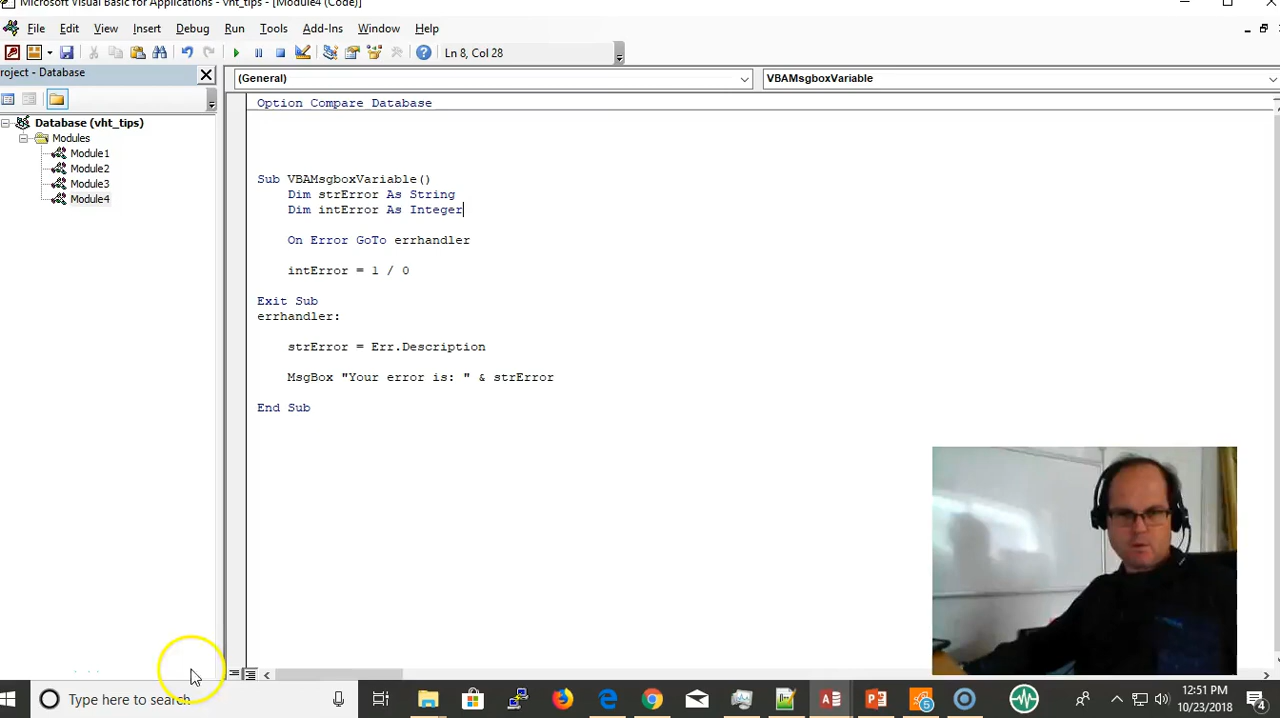 Microsoft Visual Basic for Applications - vht_tips - [Module4 (Code)]
File Edit View Insert Debug Run Tools Add-Ins Window Help
Ln 8, Col 28
roject - Database
(General) VBAMsgboxVariable
Option Compare Database
Database (vht_tips)
Modules
Module1
Module2
Module3
Module4
Sub VBAMsgboxVariable()
Dim strError As String
Dim intError As Integer
On Error GoTo errhandler
intError = 1 / 0
Exit Sub
errhandler:
strError = Err.Description
MsgBox "Your error is: " & strError
End Sub
Type here to search
5
12:51 PM
10/23/2018
4